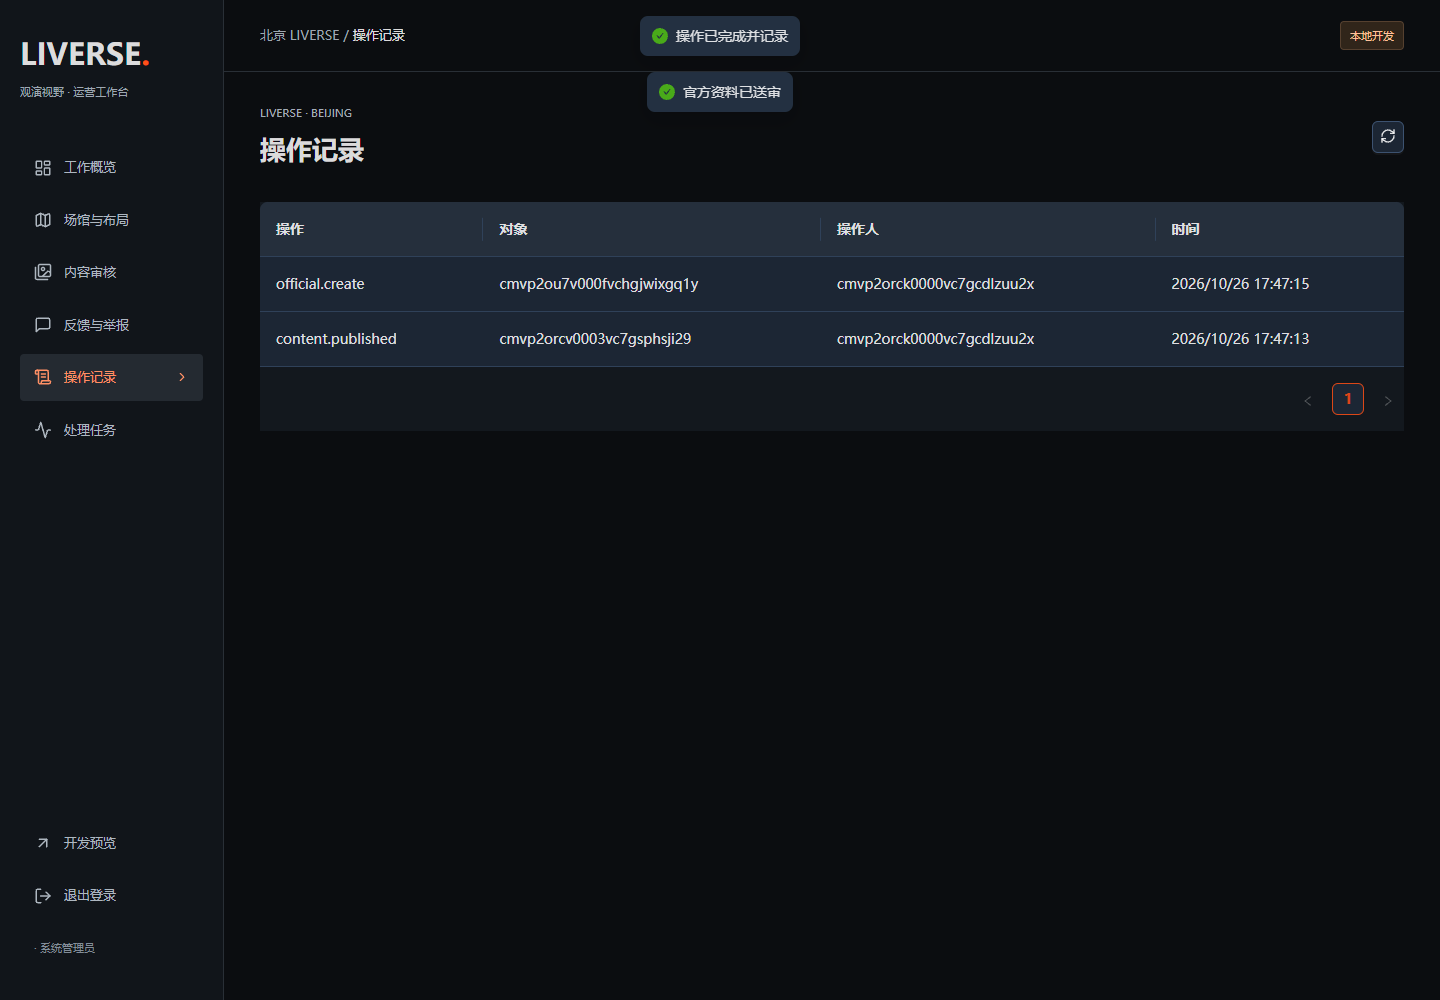 LIVERSE.
观演视野 · 运营工作台
工作概览
场馆与布局
内容审核
反馈与举报
操作记录
处理任务
开发预览
退出登录
· 系统管理员
北京 LIVERSE / 操作记录
操作已完成并记录
官方资料已送审
本地开发
LIVERSE · BEIJING
操作记录
操作 对象 操作人 时间
official.create cmvp2ou7v000fvchgjwixgq1y cmvp2orck0000vc7gcdlzuu2x 2026/10/26 17:47:15
content.published cmvp2orcv0003vc7gsphsji29 cmvp2orck0000vc7gcdlzuu2x 2026/10/26 17:47:13
1